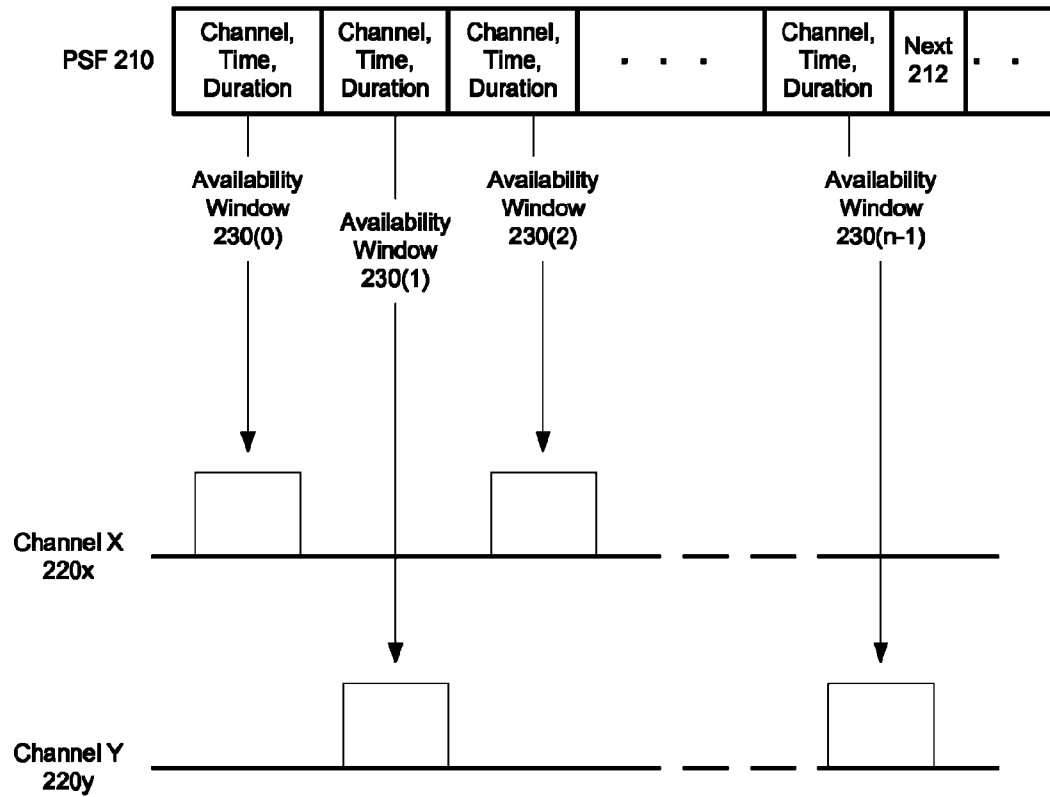 PSF 210
Channel,
Time,
Duration
Channel,
Time,
Duration
Channel,
Time,
Duration
. . .
Channel,
Time,
Duration
Next
212
. .
Availability
Window
230(0)
Availability
Window
230(1)
Availability
Window
230(2)
Availability
Window
230(n-1)
Channel X
220x
Channel Y
220y